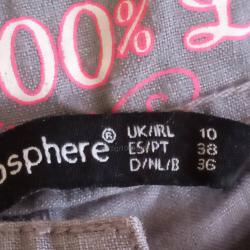 00% L
osphere®
UK/IRL 10
ES/PT 38
D/NL/B 36